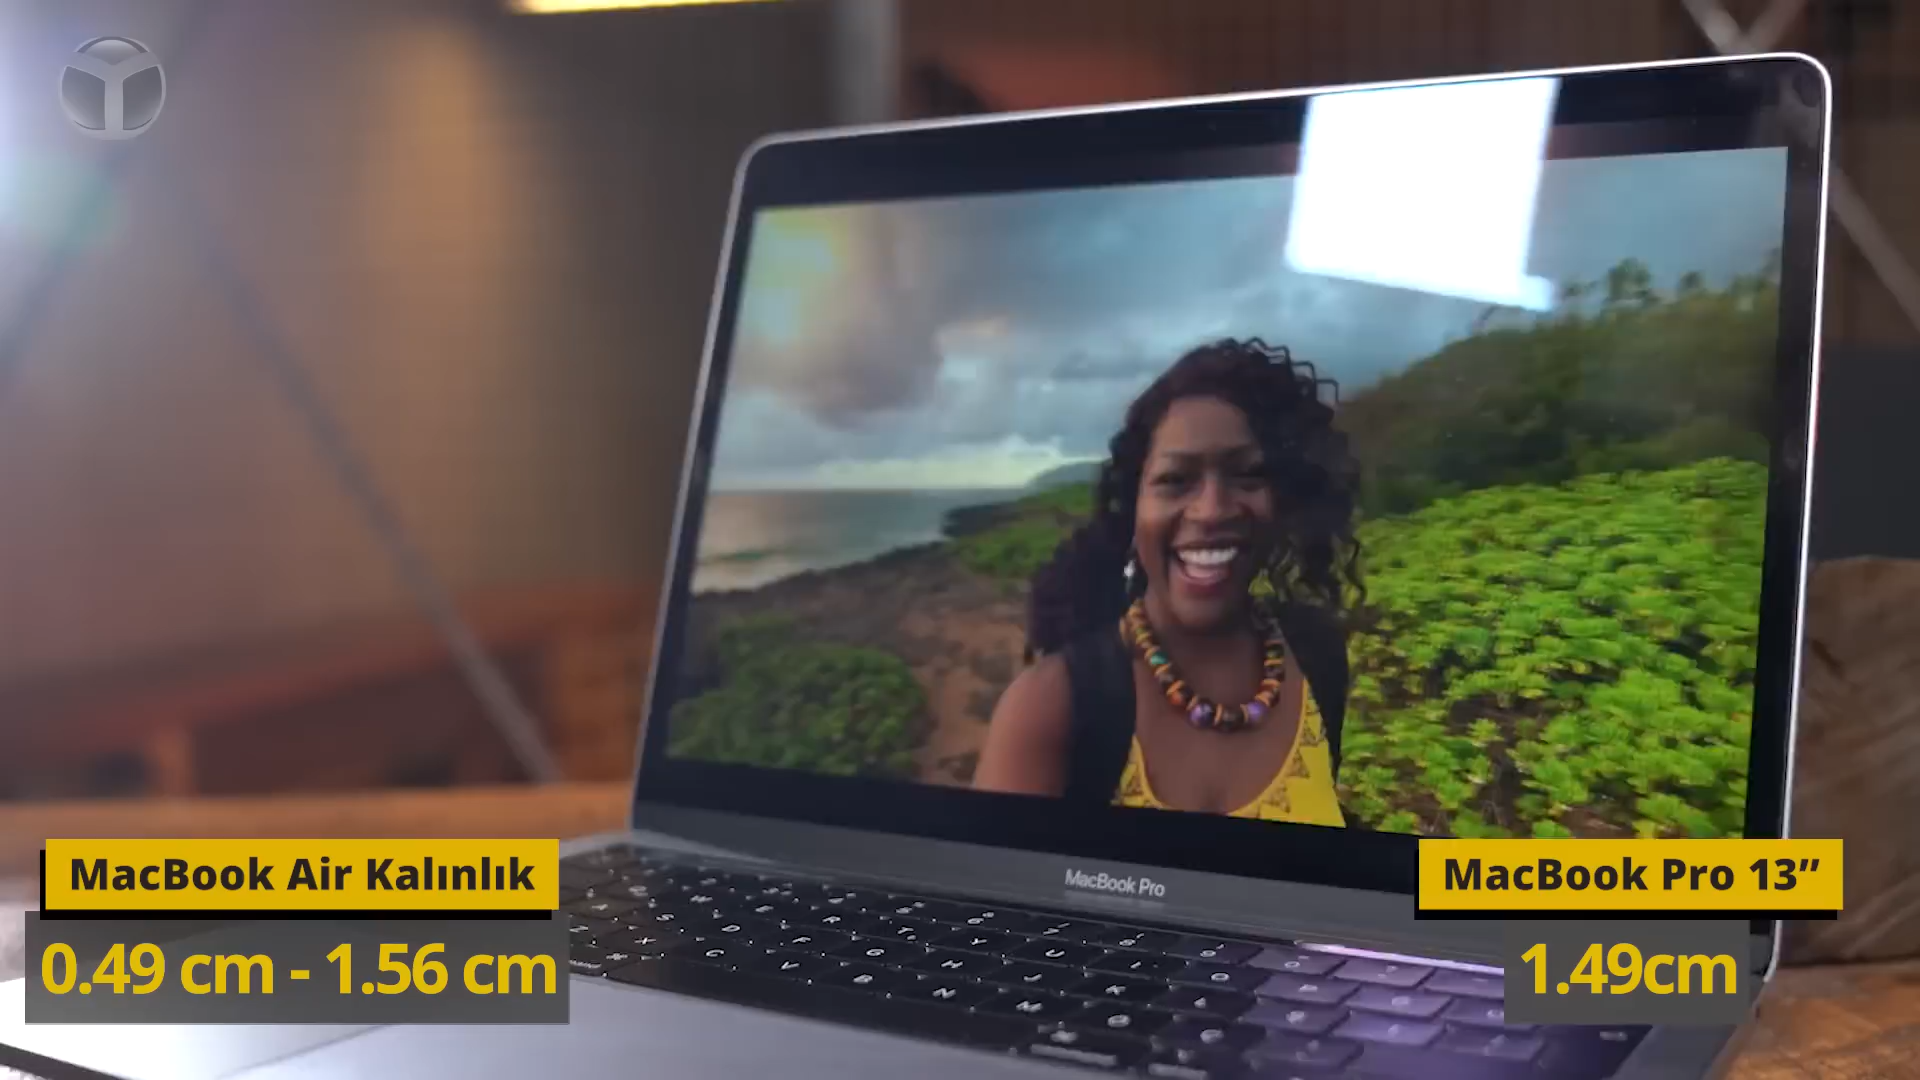 MacBook Air Kalınlık
0.49 cm - 1.56 cm
MacBook Pro 13”
1.49cm
MacBook Pro